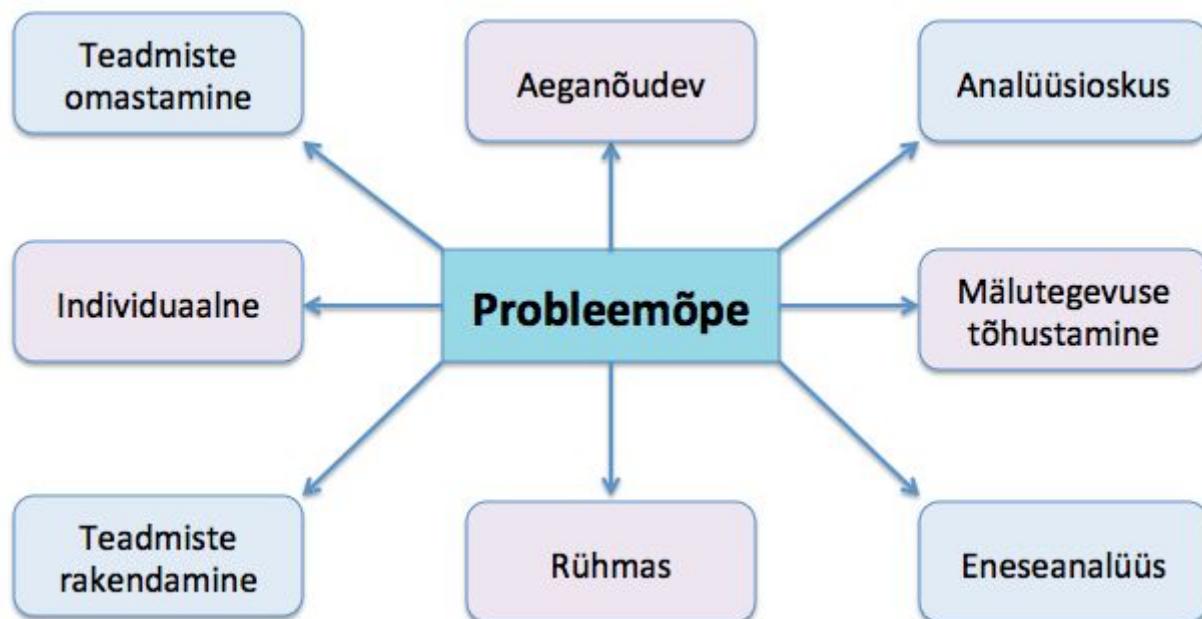 Teadmiste
omastamine
Aeganõudev
Analüüsioskus
Individuaalne
Probleemõpe
Mälutegevuse
tõhustamine
Teadmiste
rakendamine
Rühmas
Eneseanalüüs